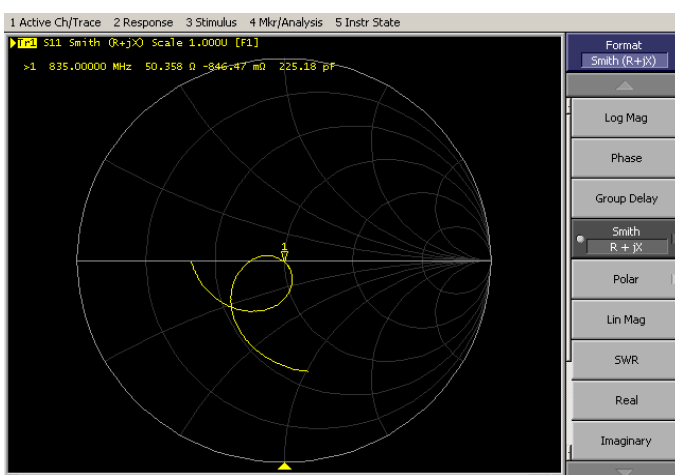 1 Active Ch/Trace 2 Response 3 Stimulus 4 Mkr/Analysis 5 Instr State
Tr1 S11 Smith (R+jX) Scale 1.000U [F1]
>1 835.00000 MHz 50.358 Ω -846.47 mΩ 225.18 pF
1
Format
Smith (R+jX)
Log Mag
Phase
Group Delay
Smith
R + jX
Polar
Lin Mag
SWR
Real
Imaginary